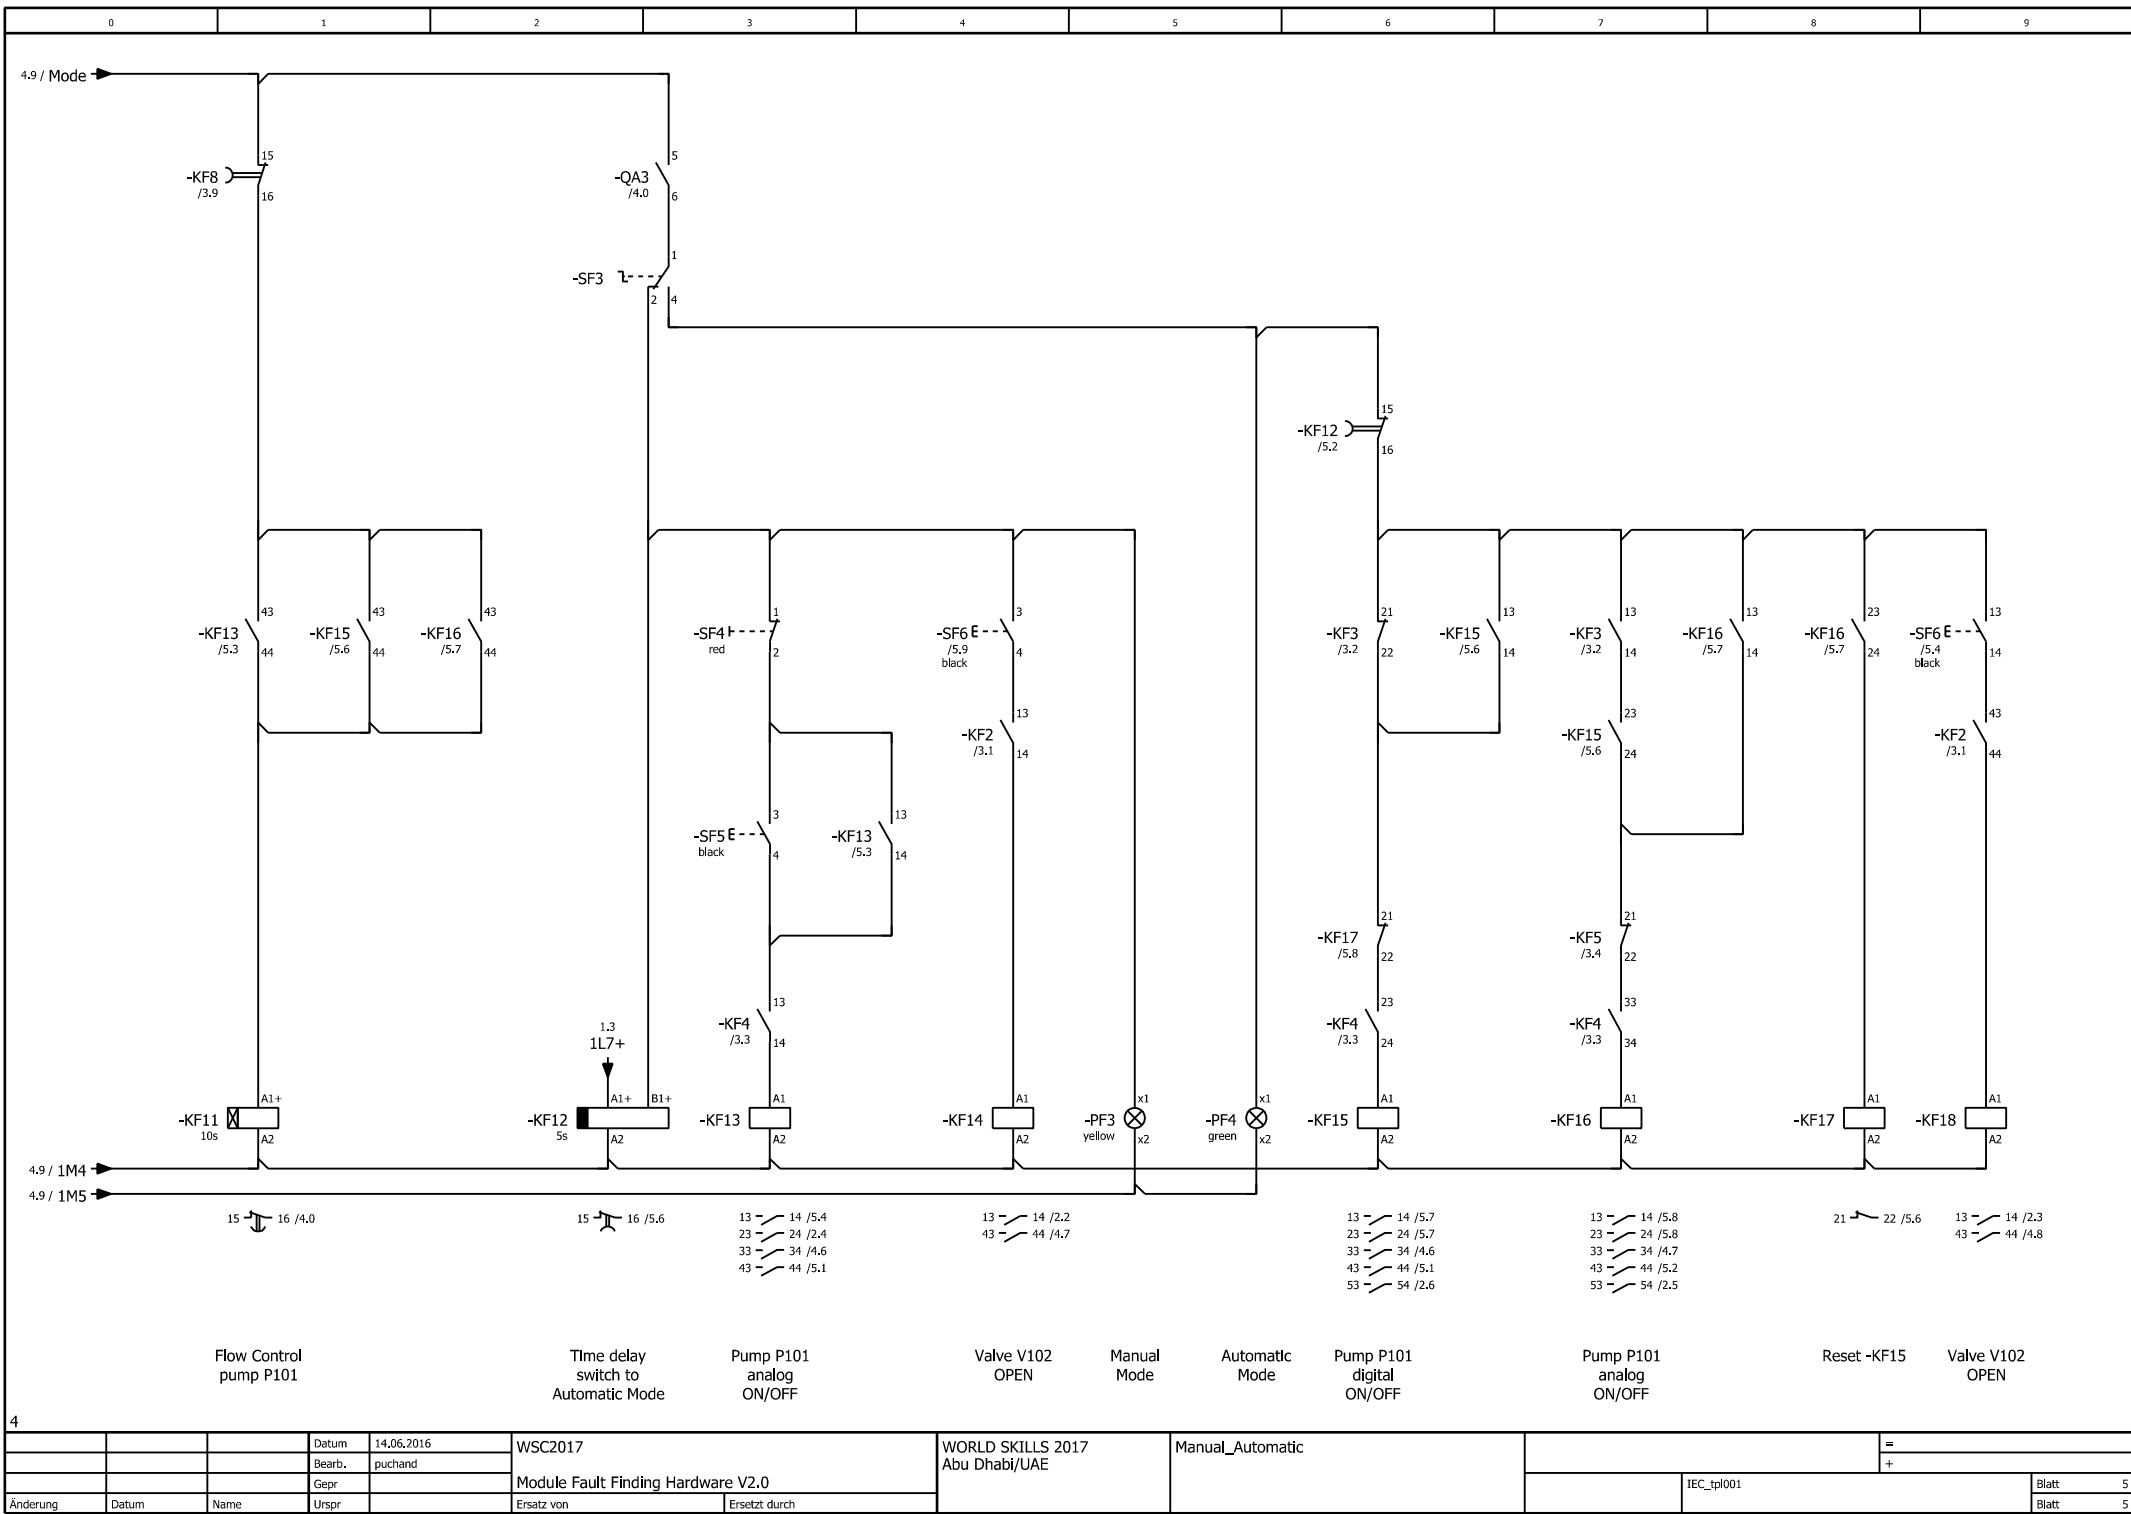 0 1 2 3 4 5 6 7 8 9
4.9 / Mode
15
-KF8
/3.9
16
5
-QA3
/4.0
6
1
-SF3
2 4
15
-KF12
/5.2
16
43 43 43 1 3 21 13 13 13 23 13
-KF13 -KF15 -KF16 -SF4 -SF6 -KF3 -KF15 -KF3 -KF16 -KF16 -SF6
/5.3 /5.6 /5.7 red /5.9 /3.2 /5.6 /3.2 /5.7 /5.7 /5.4
44 44 44 2 4 22 14 14 14 24 14
black black
13 23 43
-KF2 -KF15 -KF2
/3.1 /5.6 /3.1
14 24 44
3 13
-SF5 -KF13
black /5.3
4 14
21 21
-KF17 -KF5
/5.8 /3.4
22 22
13 23 33
-KF4 -KF4 -KF4
/3.3 /3.3 /3.3
14 24 34
1.3
1L7+
A1+ A1+ B1+ A1 A1 x1 x1 A1 A1 A1 A1
-KF11 -KF12 -KF13 -KF14 -PF3 -PF4 -KF15 -KF16 -KF17 -KF18
10s 5s yellow green
A2 A2 A2 A2 x2 x2 A2 A2 A2 A2
4.9 / 1M4
4.9 / 1M5
15 16 /4.0 15 16 /5.6 13 14 /5.4 13 14 /2.2 13 14 /5.7 13 14 /5.8 21 22 /5.6 13 14 /2.3
23 24 /2.4 43 44 /4.7 23 24 /5.7 23 24 /5.8 43 44 /4.8
33 34 /4.6 33 34 /4.6 33 34 /4.7
43 44 /5.1 43 44 /5.1 43 44 /5.2
53 54 /2.6 53 54 /2.5
Flow Control TIme delay Pump P101 Valve V102 Manual Automatic Pump P101 Pump P101 Reset -KF15 Valve V102
pump P101 switch to analog OPEN Mode Mode digital analog OPEN
Automatic Mode ON/OFF ON/OFF ON/OFF
4
Datum 14.06.2016 WSC2017 WORLD SKILLS 2017 Manual_Automatic =
Bearb. puchand Abu Dhabi/UAE +
Gepr Module Fault Finding Hardware V2.0 IEC_tpl001 Blatt 5
Änderung Datum Name Urspr Ersatz von Ersetzt durch Blatt 5